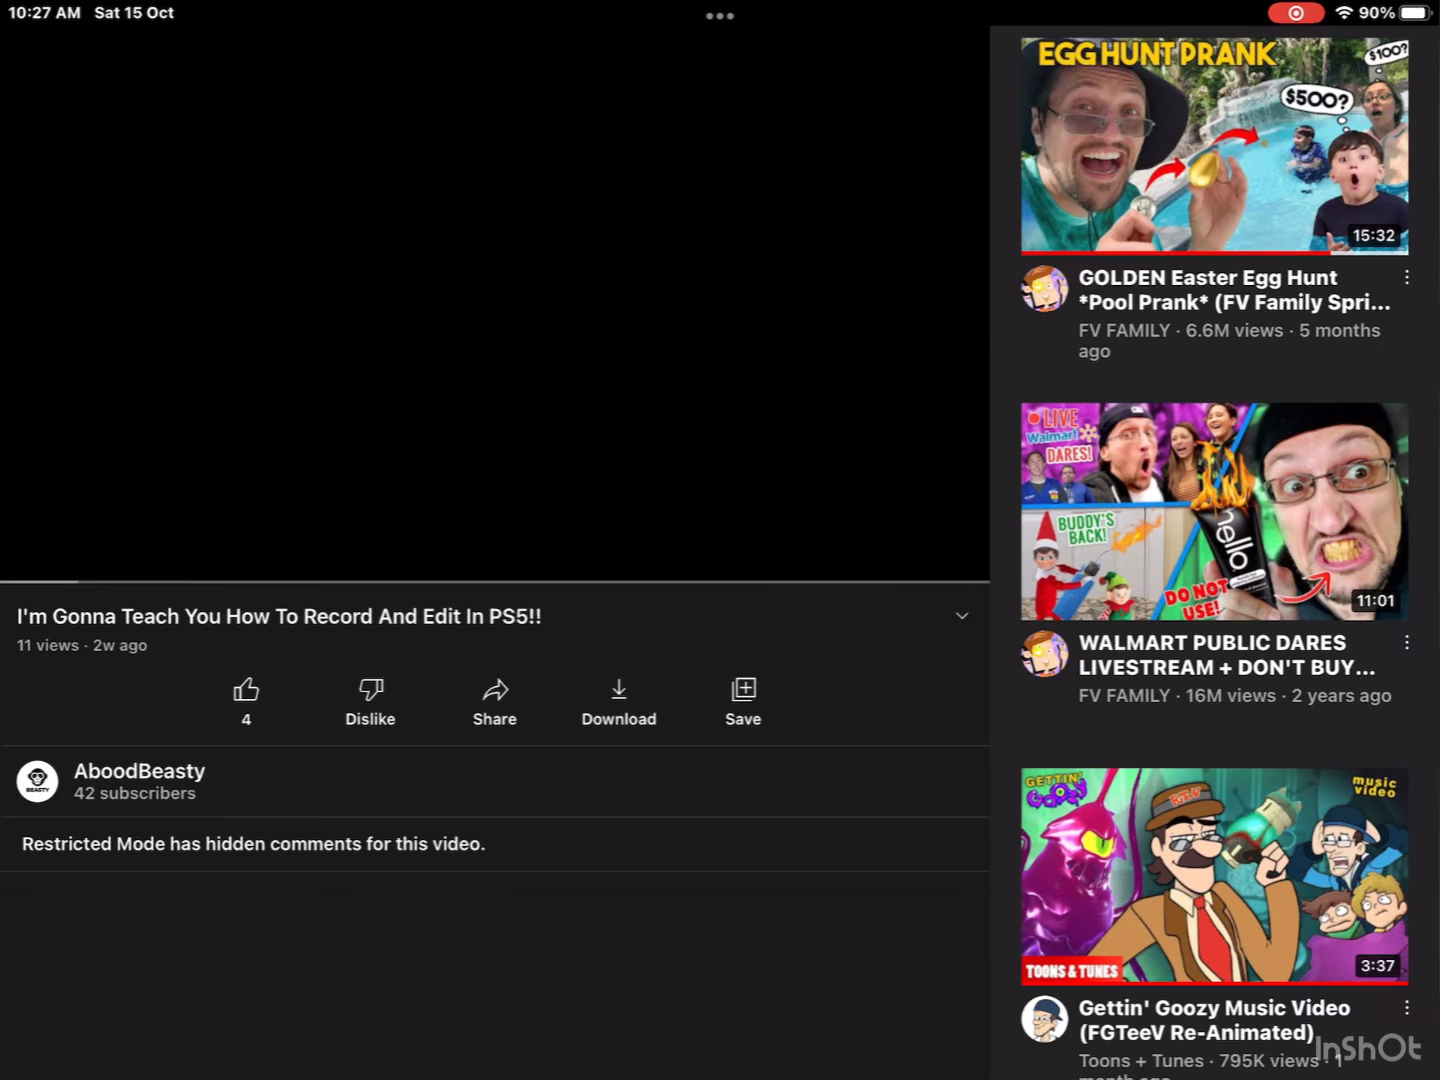 10:27 AM Sat 15 Oct
90%
I'm Gonna Teach You How To Record And Edit In PS5!!
11 views · 2w ago
4
Dislike
Share
Download
Save
BEASTY
AboodBeasty
42 subscribers
Restricted Mode has hidden comments for this video.
EGG HUNT PRANK
$100?
$500?
15:32
GOLDEN Easter Egg Hunt
*Pool Prank* (FV Family Spri...
FV FAMILY · 6.6M views · 5 months
ago
LIVE
Walmart
DARES!
BUDDY'S
BACK!
hello
DO NOT
USE!
11:01
WALMART PUBLIC DARES
LIVESTREAM + DON'T BUY...
FV FAMILY · 16M views · 2 years ago
GETTIN'
GOOZY
music
video
FGTEEV
TOONS & TUNES
3:37
Gettin' Goozy Music Video
(FGTeeV Re-Animated)
Toons + Tunes · 795K views · 1
month ago
InShOt